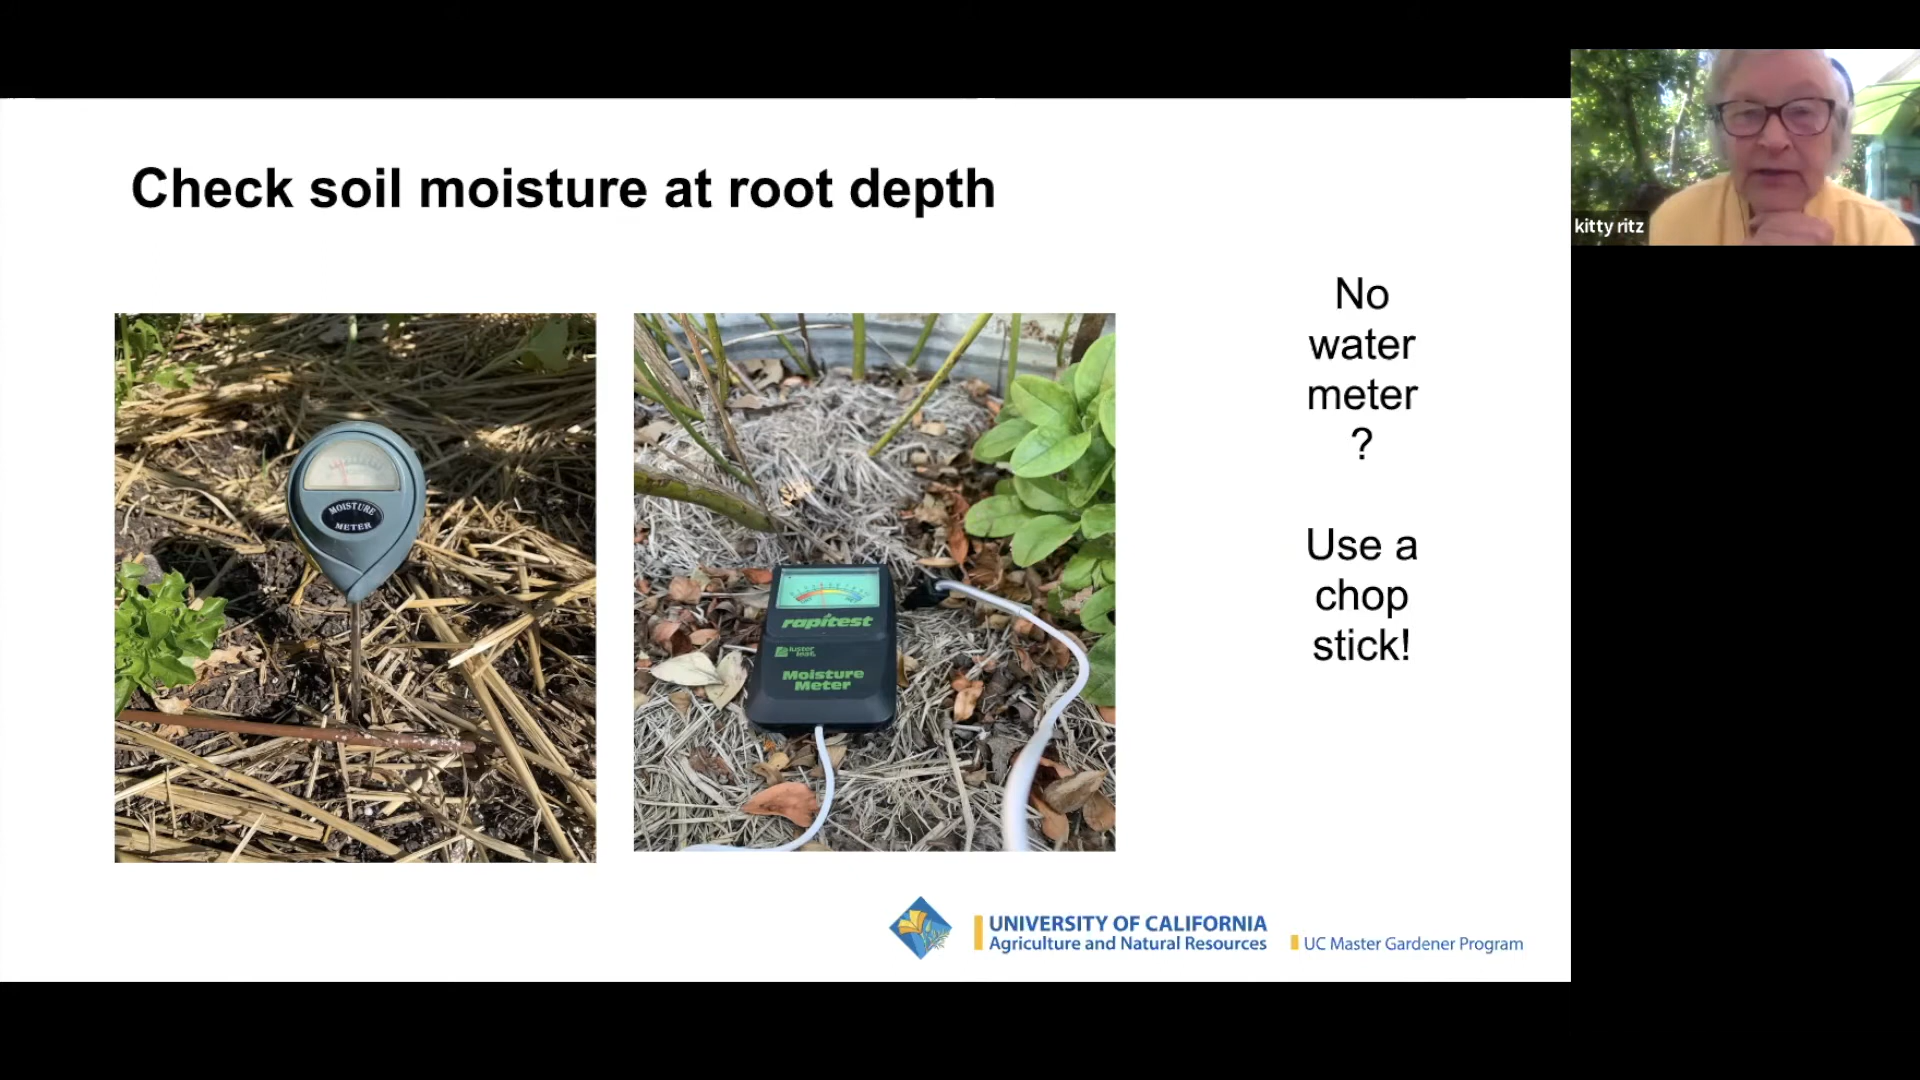 Check soil moisture at root depth
kitty ritz
No
water
meter
?
Use a
chop
stick!
MOISTURE
METER
rapitest
luster
leaf.
Moisture
Meter
UNIVERSITY OF CALIFORNIA
Agriculture and Natural Resources
UC Master Gardener Program